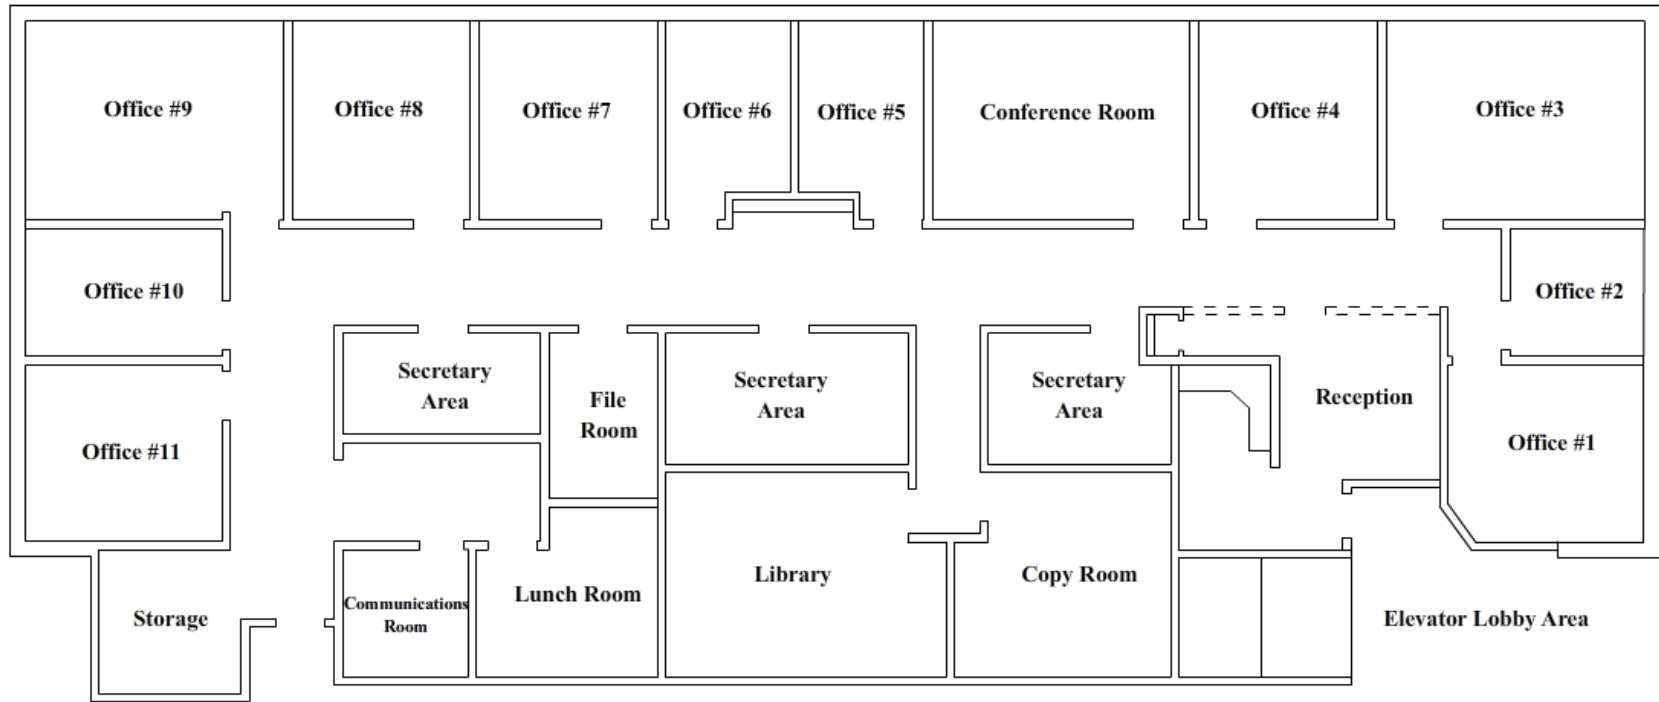 Office #9
Office #8
Office #7
Office #6
Office #5
Conference Room
Office #4
Office #3
Office #10
Office #2
Secretary
Area
File
Room
Secretary
Area
Secretary
Area
Reception
Office #11
Office #1
Storage
Communications
Room
Lunch Room
Library
Copy Room
Elevator Lobby Area